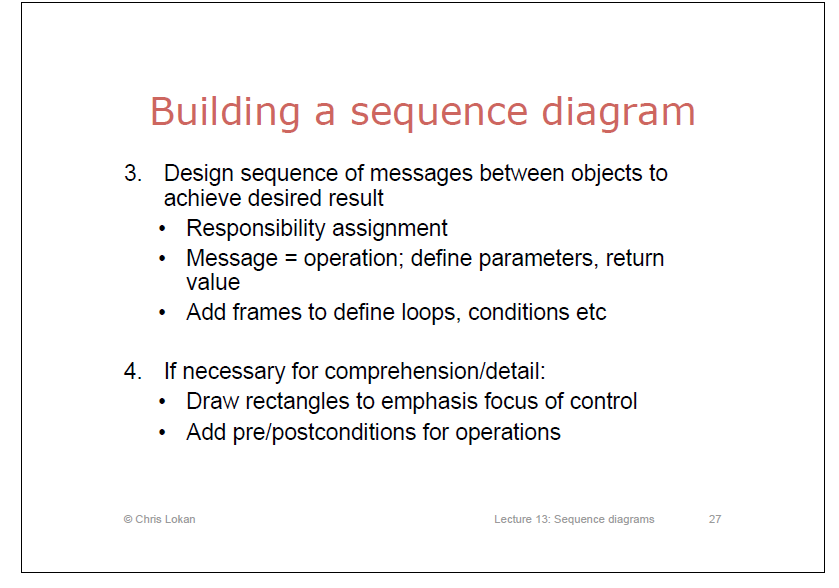 Building a sequence diagram
3. Design sequence of messages between objects to
achieve desired result
• Responsibility assignment
• Message = operation; define parameters, return
value
• Add frames to define loops, conditions etc
4. If necessary for comprehension/detail:
• Draw rectangles to emphasis focus of control
• Add pre/postconditions for operations
© Chris Lokan Lecture 13: Sequence diagrams 27